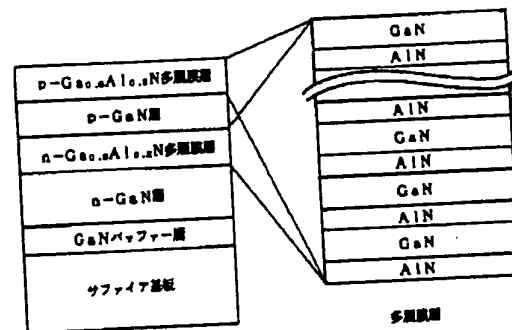 p-Ga₀.₈Al₀.₂N多層膜層
p-GaN層
n-Ga₀.₈Al₀.₂N多層膜層
n-GaN層
GaNバッファー層
サファイア基板
GaN
AlN
AlN
GaN
AlN
GaN
AlN
GaN
AlN
多層膜層